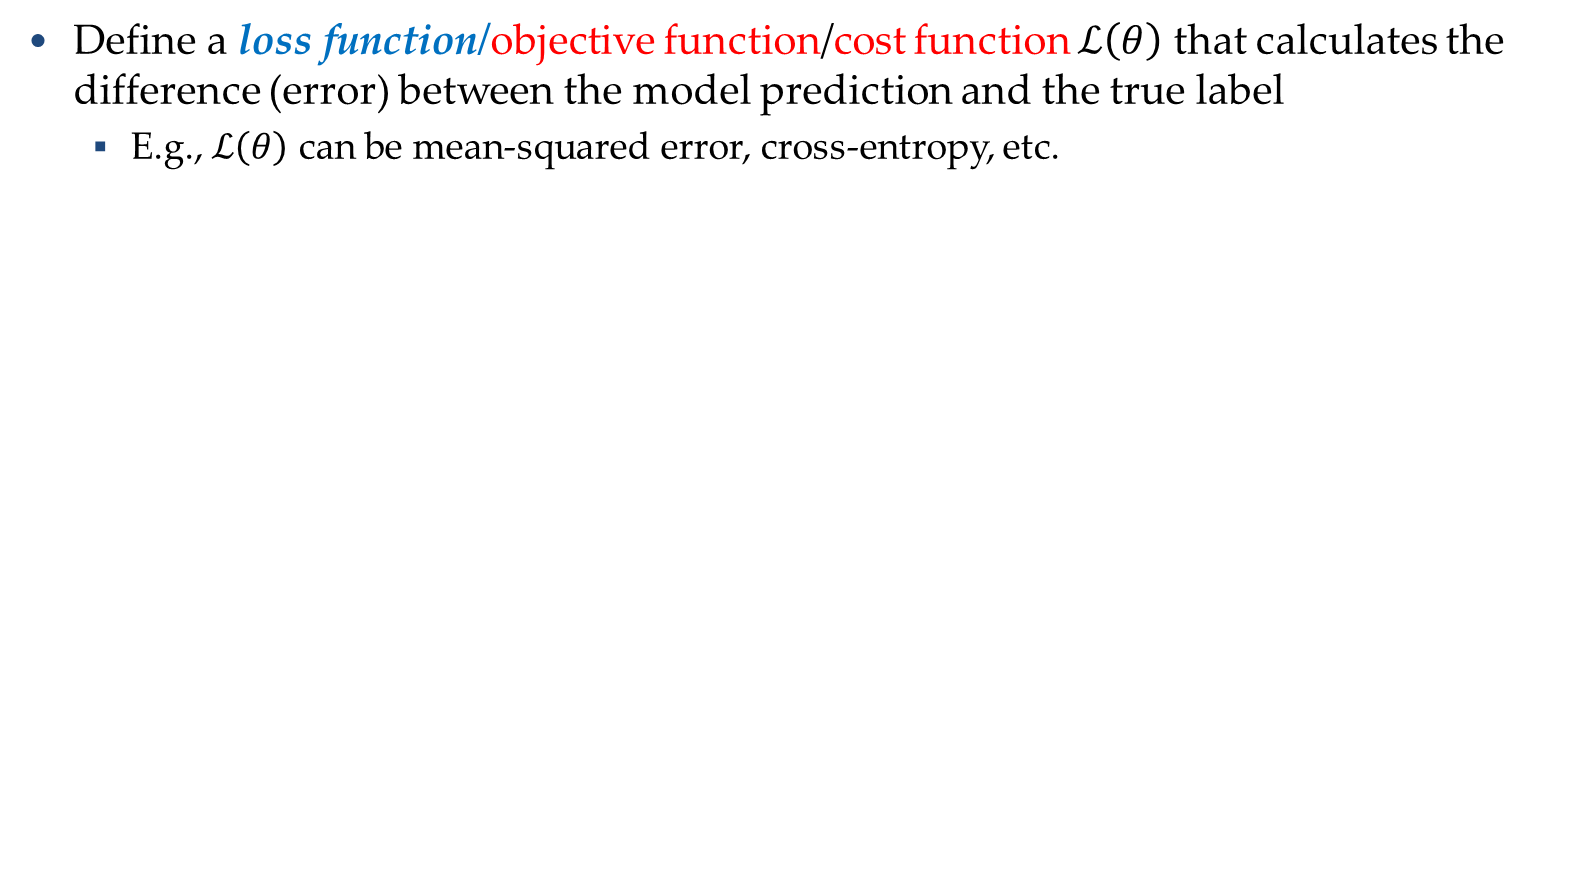 • Define a loss function/objective function/cost function ℒ(θ) that calculates the
difference (error) between the model prediction and the true label
▪ E.g., ℒ(θ) can be mean-squared error, cross-entropy, etc.